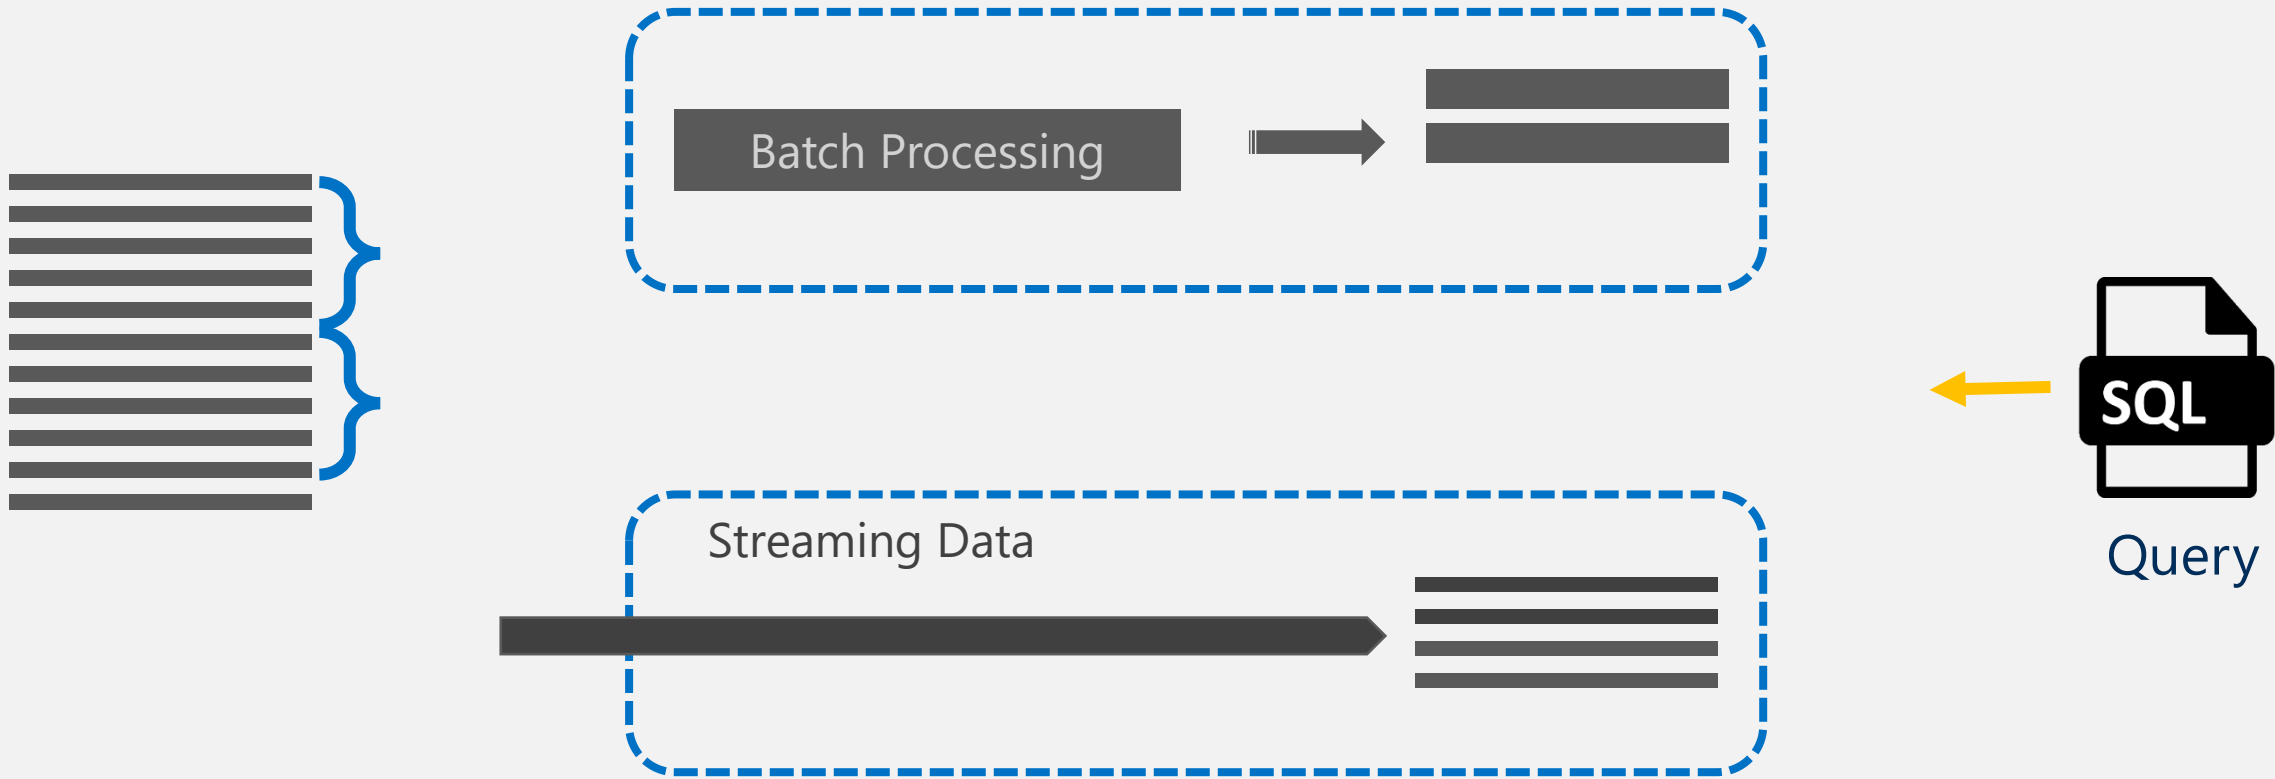 Batch Processing
SQL
Streaming Data
Query